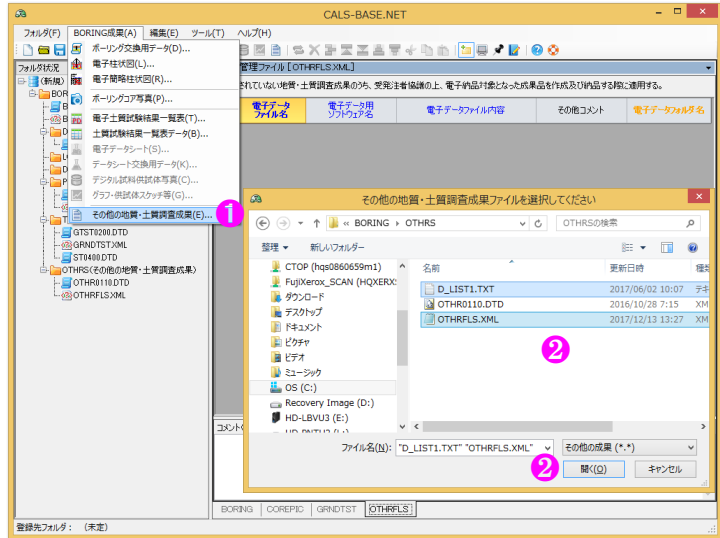 CALS-BASE.NET
フォルダ(F) BORING成果(A) 編集(E) ツール(T) ヘルプ(H)
フォルダ状況
(新規)
BOR
ボーリング交換用データ(D)...
電子柱状図(L)...
電子簡略柱状図(R)...
ボーリングコア写真(P)...
電子土質試験結果一覧表(T)...
土質試験結果一覧表データ(B)...
電子データシート(S)...
データシート交換用データ(K)...
デジタル試料供試体写真(C)...
グラフ・供試体スケッチ等(G)...
その他の地質・土質調査成果(E)...
1
GTST0200.DTD
GRNDTST.XML
ST0400.DTD
OTHRS(その他の地質・土質調査成果)
OTHR0110.DTD
OTHRFLS.XML
管理ファイル [OTHRFLS.XML]
されていない地質・土質調査成果のうち、受発注者協議の上、電子納品対象となった成果品を作成及び納品する際に適用する。
電子データ
ファイル名
電子データ用
ソフトウェア名
電子データファイル内容
その他コメント
電子データフォルダ名
その他の地質・土質調査成果ファイルを選択してください
« BORING OTHRS
OTHRSの検索
整理 新しいフォルダー
CTOP (hqs0860659m1)
FujiXerox_SCAN (HQXERX
ダウンロード
デスクトップ
ドキュメント
ピクチャ
ビデオ
ミュージック
OS (C:)
Recovery Image (D:)
HD-LBVU3 (E:)
名前 更新日時 種類
D_LIST1.TXT 2017/06/02 10:07 テキ
OTHR0110.DTD 2016/10/28 7:15 XM
OTHRFLS.XML 2017/12/13 13:27 XM
2
ファイル名(N): "D_LIST1.TXT" "OTHRFLS.XML" その他の成果 (*.*)
2
開く(O) キャンセル
BORING COREPIC GRNDTST OTHRFLS
登録先フォルダ: (未定)